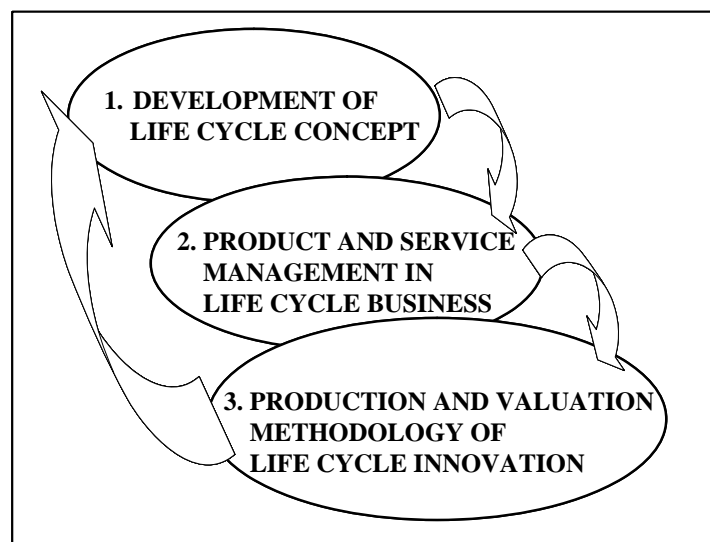 1. DEVELOPMENT OF
LIFE CYCLE CONCEPT
2. PRODUCT AND SERVICE
MANAGEMENT IN
LIFE CYCLE BUSINESS
3. PRODUCTION AND VALUATION
METHODOLOGY OF
LIFE CYCLE INNOVATION